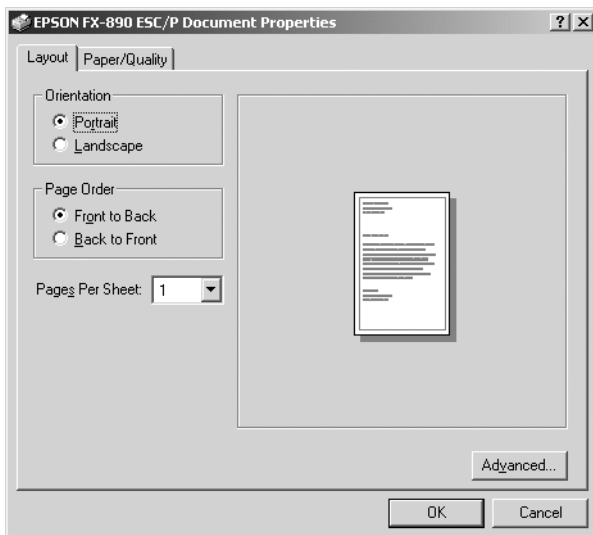 EPSON FX-890 ESC/P Document Properties
Layout
Paper/Quality
Orientation
Portrait
Landscape
Page Order
Front to Back
Back to Front
Pages Per Sheet: 1
Advanced...
OK
Cancel